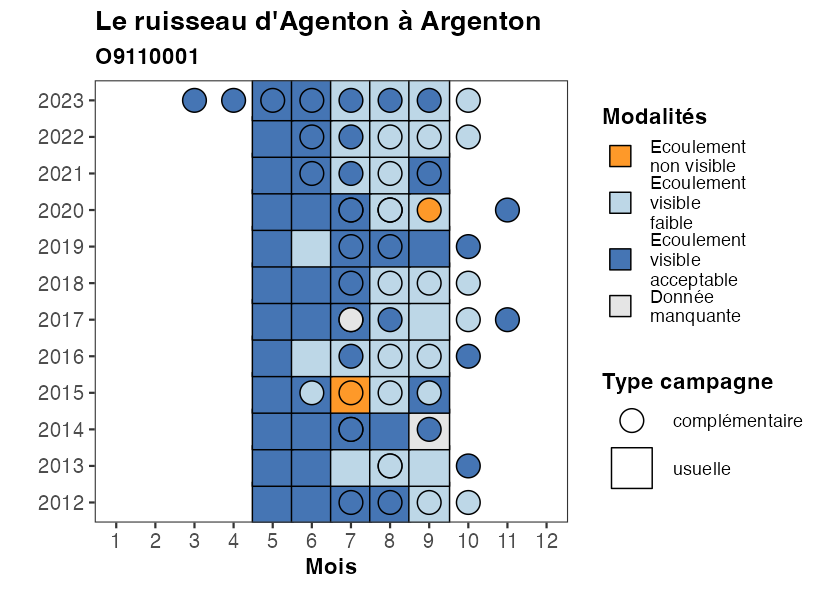 Le ruisseau d'Agenton à Argenton
O9110001
2023
2022
2021
2020
2019
2018
2017
2016
2015
2014
2013
2012
1 2 3 4 5 6 7 8 9 10 11 12
Mois
Modalités
Ecoulement
non visible
Ecoulement
visible
faible
Ecoulement
visible
acceptable
Donnée
manquante
Type campagne
complémentaire
usuelle